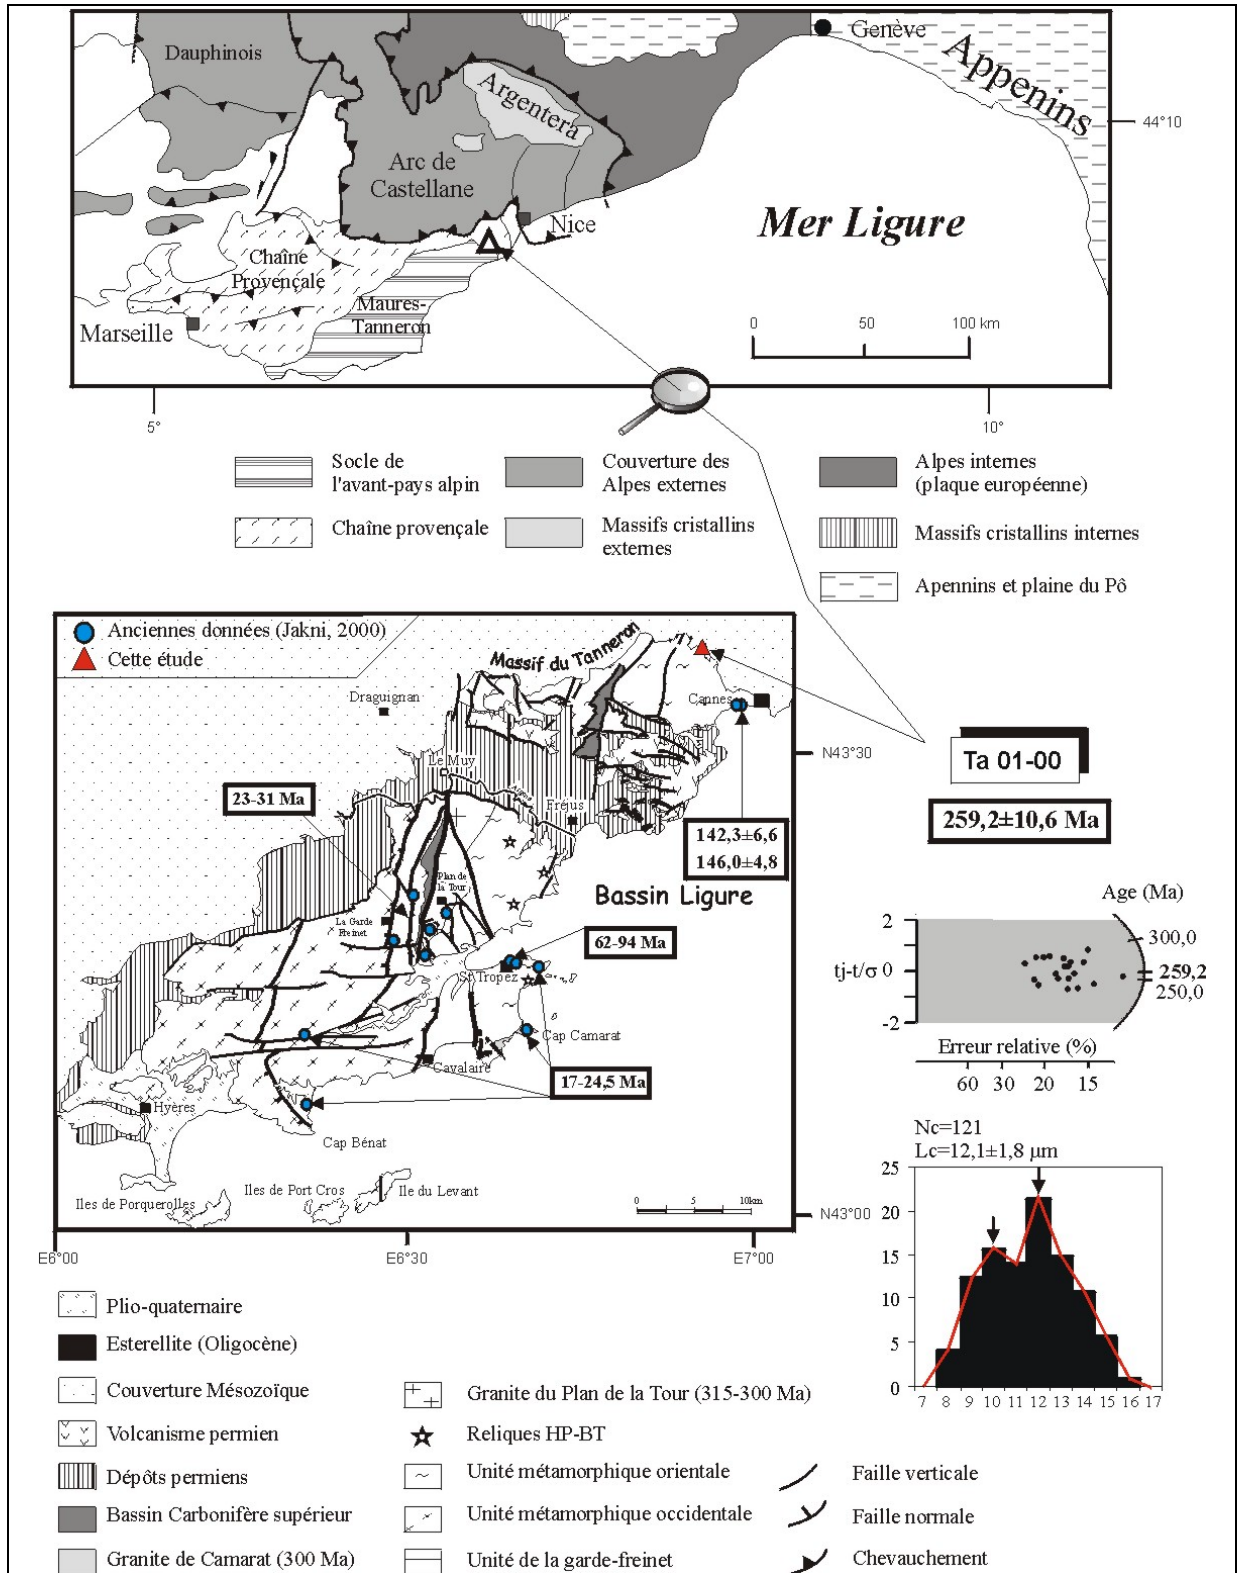 Dauphinois
Genève
Appenins
Argentera
44°10
Arc de
Castellane
Nice
Mer Ligure
Chaîne
Provençale
Maures-
Tanneron
Marseille
0 50 100 km
5° 10°
Socle de
l'avant-pays alpin
Chaîne provençale
Couverture des
Alpes externes
Massifs cristallins
externes
Alpes internes
(plaque européenne)
Massifs cristallins internes
Apennins et plaine du Pô
Anciennes données (Jakni, 2000)
Cette étude
Massif du Tanneron
Draguignan
Cannes
N43°30
Le Muy
23-31 Ma
Fréjus
142,3±6,6
146,0±4,8
Plan de
la Tour
Bassin Ligure
La Garde
Freinet
62-94 Ma
St Tropez
Cap Camarat
Cavalaire
17-24,5 Ma
Hyères
Cap Bénat
Iles de Porquerolles
Iles de Port Cros
Ile du Levant
0 5 10km
N43°00
E6°00 E6°30 E7°00
Ta 01-00
259,2±10,6 Ma
Age (Ma)
2
300,0
tj-t/σ 0
259,2
250,0
-2
Erreur relative (%)
60 30 20 15
Nc=121
Lc=12,1±1,8 µm
25
20
15
10
5
0
7 8 9 10 11 12 13 14 15 16 17
Plio-quaternaire
Esterellite (Oligocène)
Couverture Mésozoïque
Volcanisme permien
Dépôts permiens
Bassin Carbonifère supérieur
Granite de Camarat (300 Ma)
Granite du Plan de la Tour (315-300 Ma)
Reliques HP-BT
Unité métamorphique orientale
Unité métamorphique occidentale
Unité de la garde-freinet
Faille verticale
Faille normale
Chevauchement